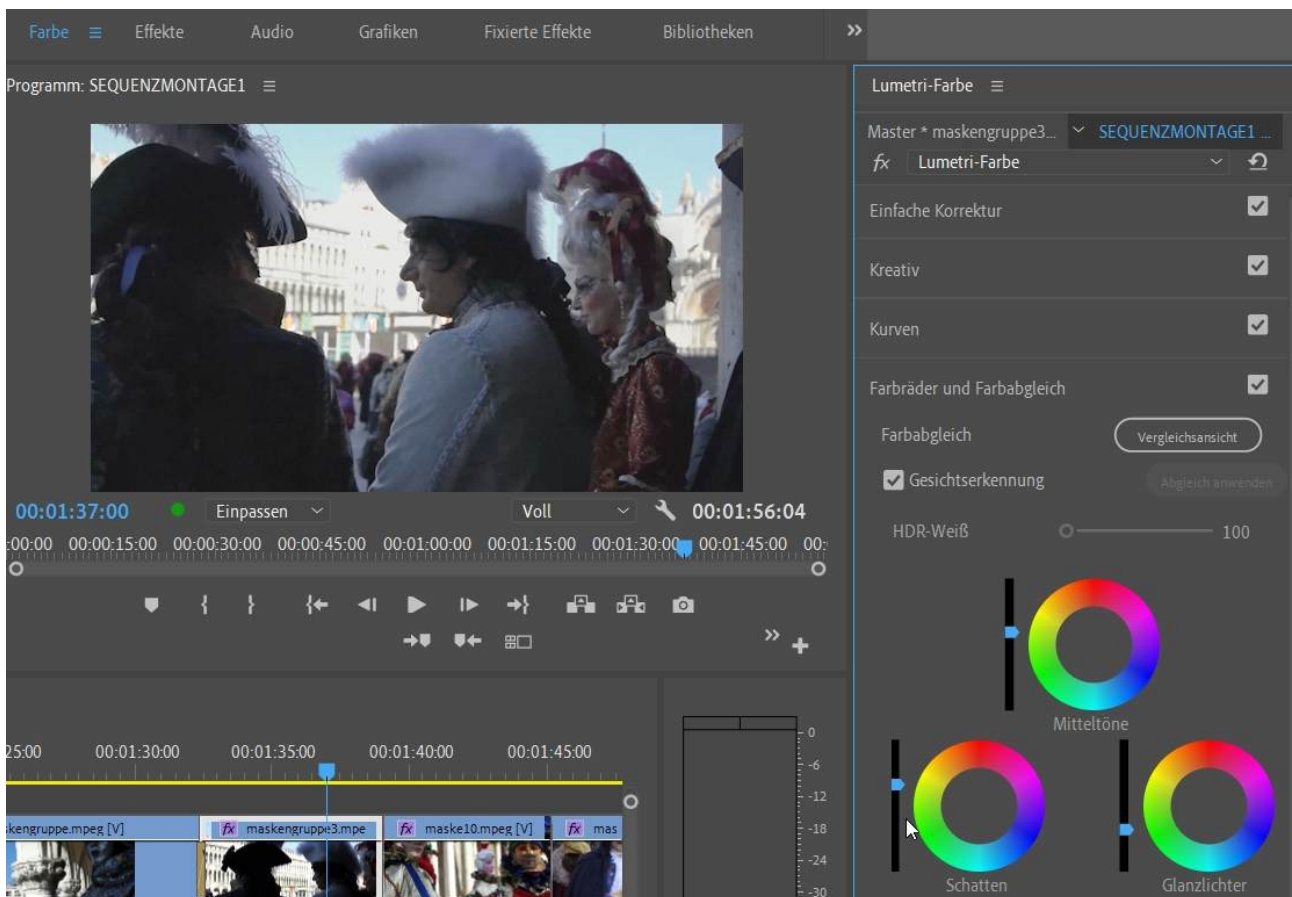 Farbe Effekte Audio Grafiken Fixierte Effekte Bibliotheken
Programm: SEQUENZMONTAGE1
00:01:37:00 Einpassen Voll 00:01:56:04
:00:00 00:00:15:00 00:00:30:00 00:00:45:00 00:01:00:00 00:01:15:00 00:01:30:00 00:01:45:00 00:
Lumetri-Farbe
Master * maskengruppe3... SEQUENZMONTAGE1 ...
fx Lumetri-Farbe
Einfache Korrektur
Kreativ
Kurven
Farbräder und Farbabgleich
Farbabgleich Vergleichsansicht
Gesichtserkennung Abgleich anwenden
HDR-Weiß 100
Mitteltöne
Schatten Glanzlichter
25:00 00:01:30:00 00:01:35:00 00:01:40:00 00:01:45:00
skengruppe.mpeg [V] fx maskengruppe3.mpe fx maske10.mpeg [V] fx mas
0
-6
-12
-18
-24
-30